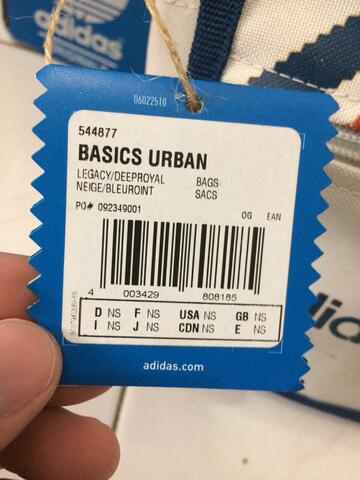 adidas
06022510
544877
BASICS URBAN
LEGACY/DEEPROYAL BAGS
NEIGE/BLEUROINT SACS
PO# 092349001
OG EAN
4 003429 808185
D NS F NS USA NS GB NS
I NS J NS CDN NS E NS
adidas.com